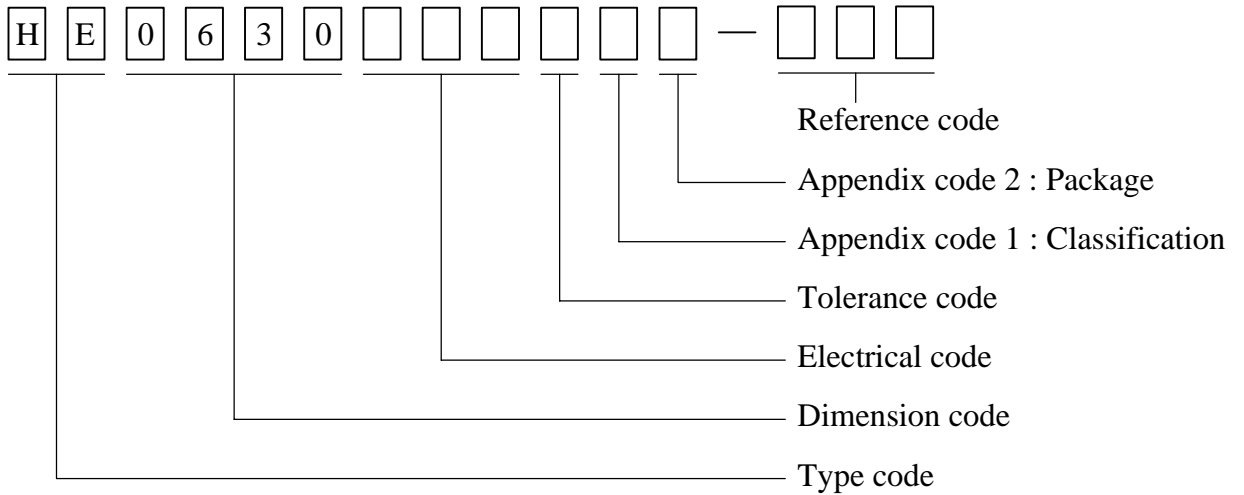 H E 0 6 3 0 —
Reference code
Appendix code 2 : Package
Appendix code 1 : Classification
Tolerance code
Electrical code
Dimension code
Type code